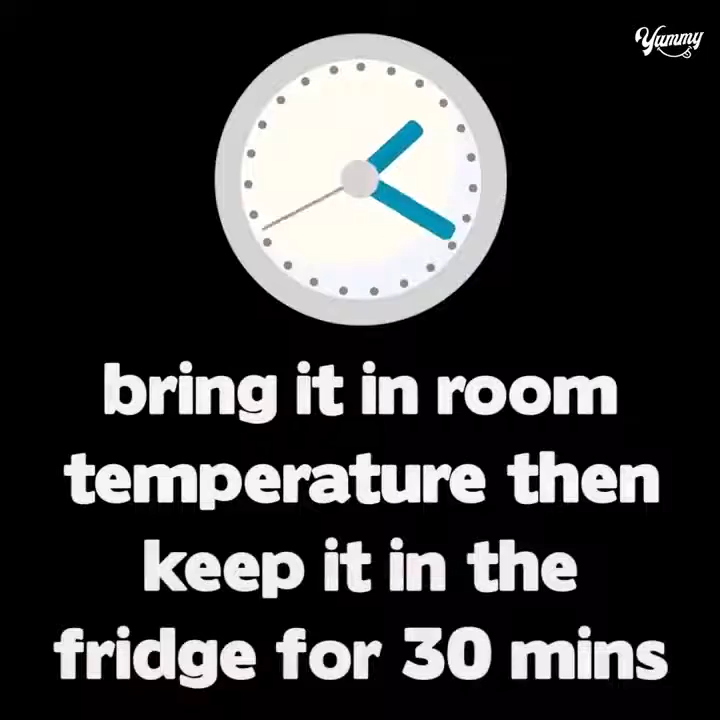 Yummy
bring it in room
temperature then
keep it in the
fridge for 30 mins